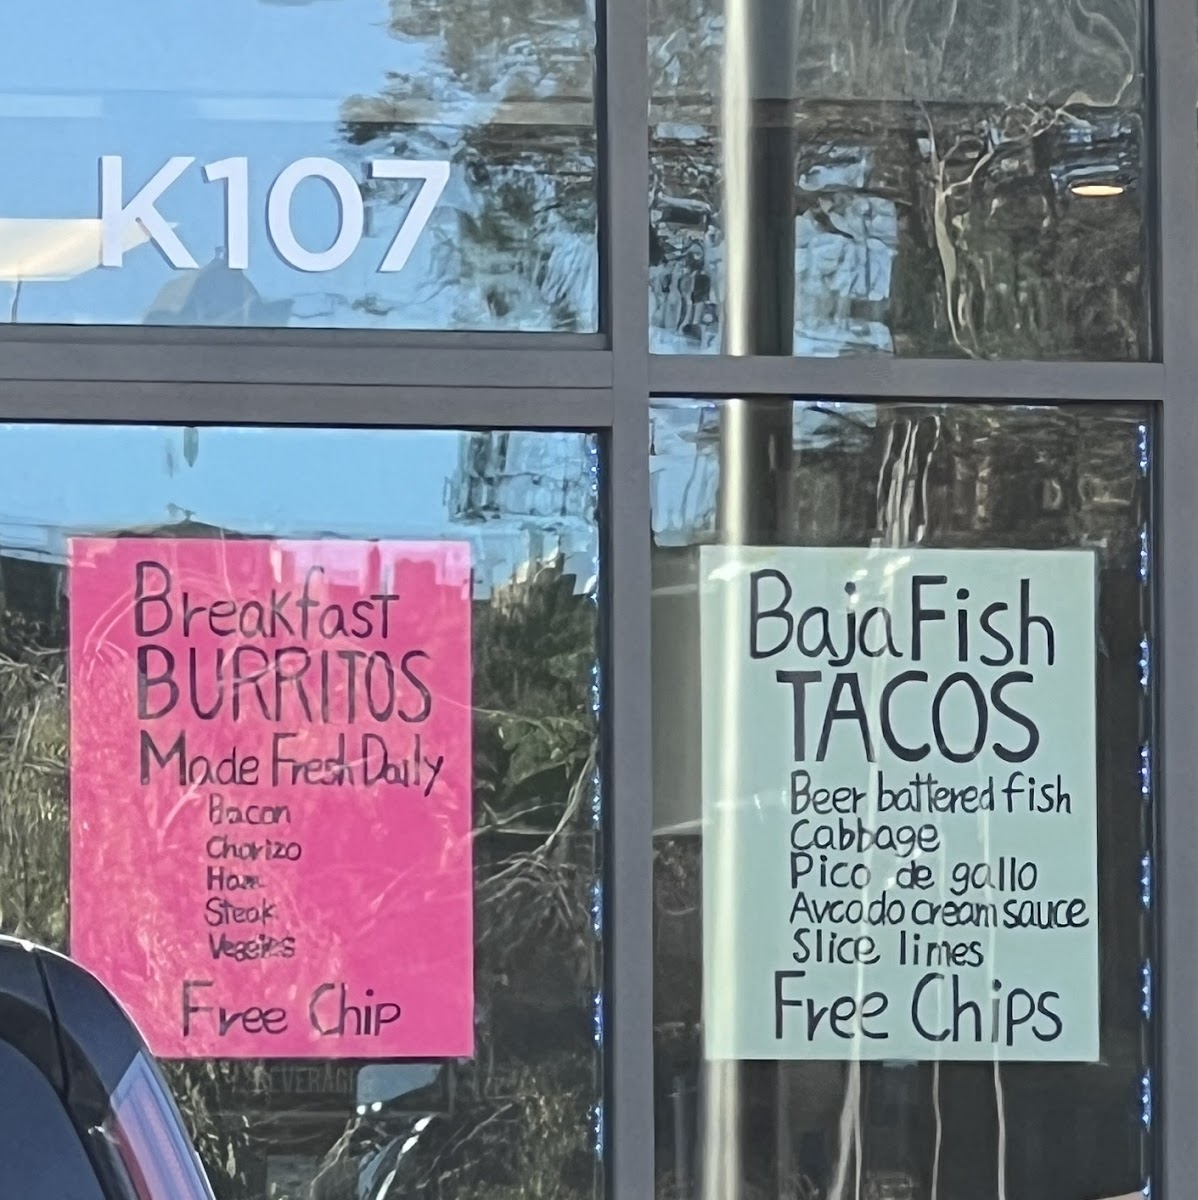 K107
Breakfast
BURRITOS
Made Fresh Daily
Bacon
Chorizo
Ham
Steak
Veggies
Free Chip
Baja Fish
TACOS
Beer battered fish
Cabbage
Pico de gallo
Avcado cream sauce
Slice limes
Free Chips